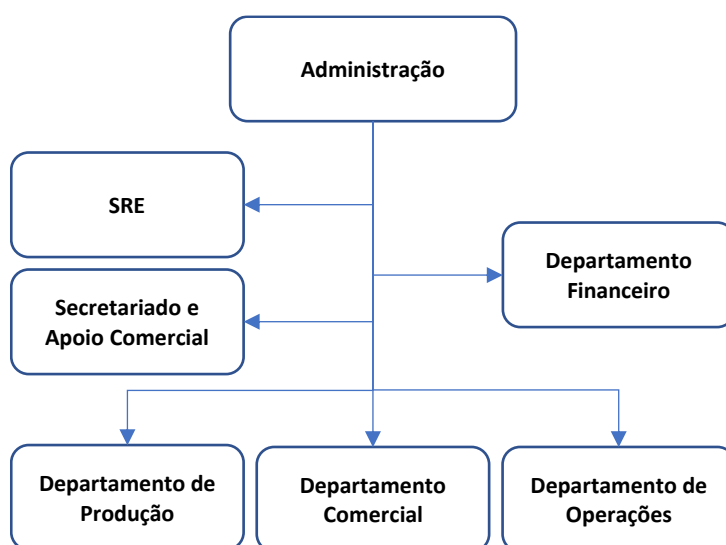 Administração
SRE
Departamento
Financeiro
Secretariado e
Apoio Comercial
Departamento de
Produção
Departamento
Comercial
Departamento de
Operações